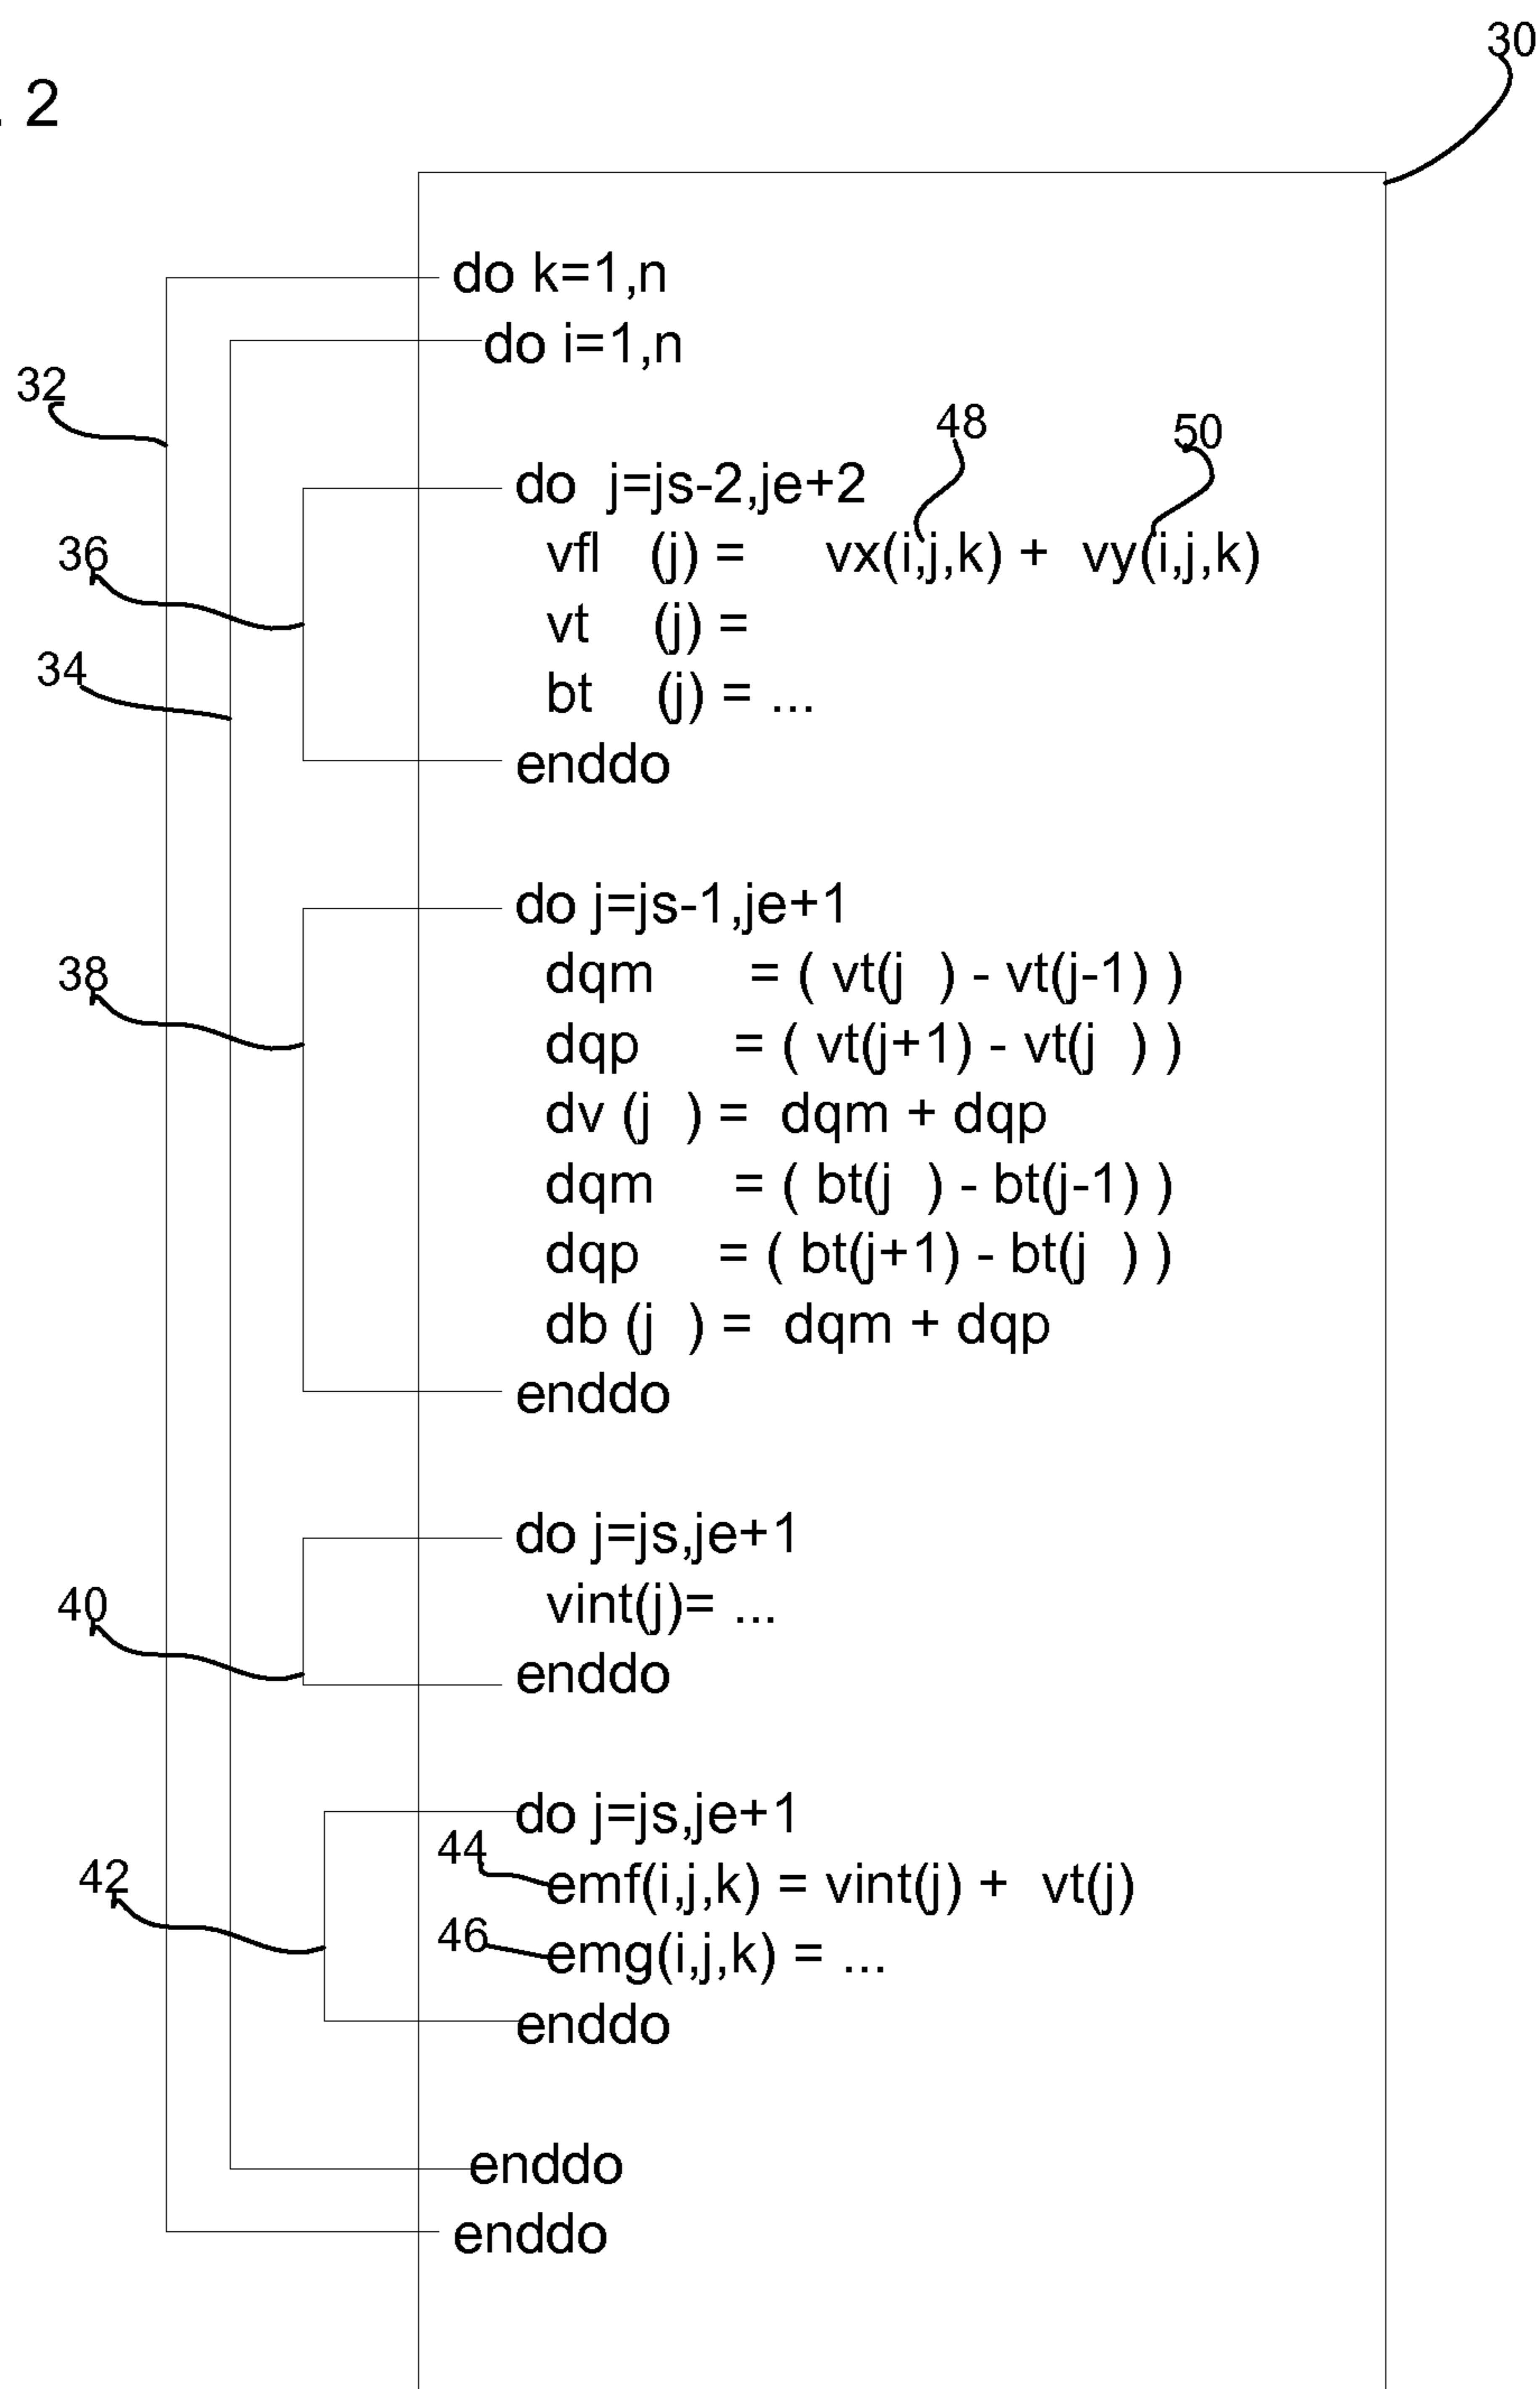 30
. 2
do k=1,n
do i=1,n
32
48
50
do j=js-2,je+2
36
vfl (j) = vx(i,j,k) + vy(i,j,k)
vt (j) =
34
bt (j) = ...
enddo
do j=js-1,je+1
38
dqm = ( vt(j ) - vt(j-1) )
dqp = ( vt(j+1) - vt(j ) )
dv (j ) = dqm + dqp
dqm = ( bt(j ) - bt(j-1) )
dqp = ( bt(j+1) - bt(j ) )
db (j ) = dqm + dqp
enddo
do j=js,je+1
40
vint(j)= ...
enddo
do j=js,je+1
44
42
emf(i,j,k) = vint(j) + vt(j)
46
emg(i,j,k) = ...
enddo
enddo
enddo